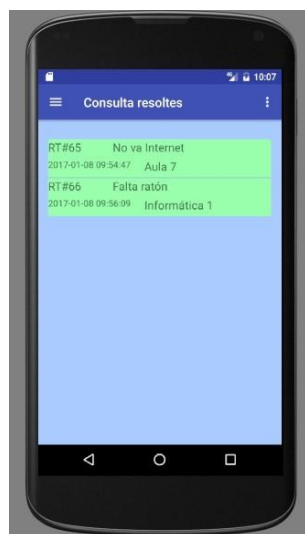 10:07
Consulta resoltes
RT#65 No va Internet
2017-01-08 09:54:47 Aula 7
RT#66 Falta ratón
2017-01-08 09:56:09 Informática 1